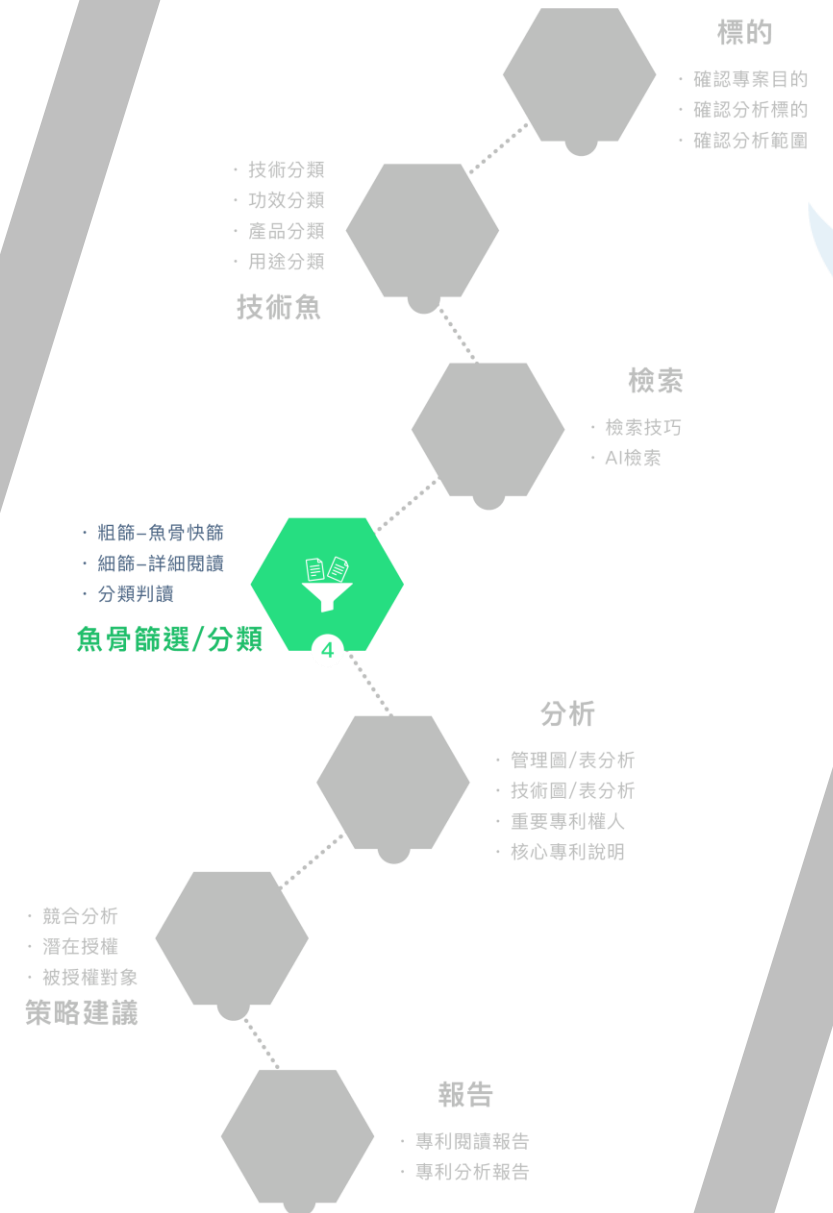 標的
· 確認專案目的
· 確認分析標的
· 確認分析範圍
· 技術分類
· 功效分類
· 產品分類
· 用途分類
技術魚
檢索
· 檢索技巧
· AI檢索
· 粗篩–魚骨快篩
· 細篩–詳細閱讀
· 分類判讀
魚骨篩選/分類
4
分析
· 管理圖/表分析
· 技術圖/表分析
· 重要專利權人
· 核心專利說明
· 競合分析
· 潛在授權
· 被授權對象
策略建議
報告
· 專利閱讀報告
· 專利分析報告